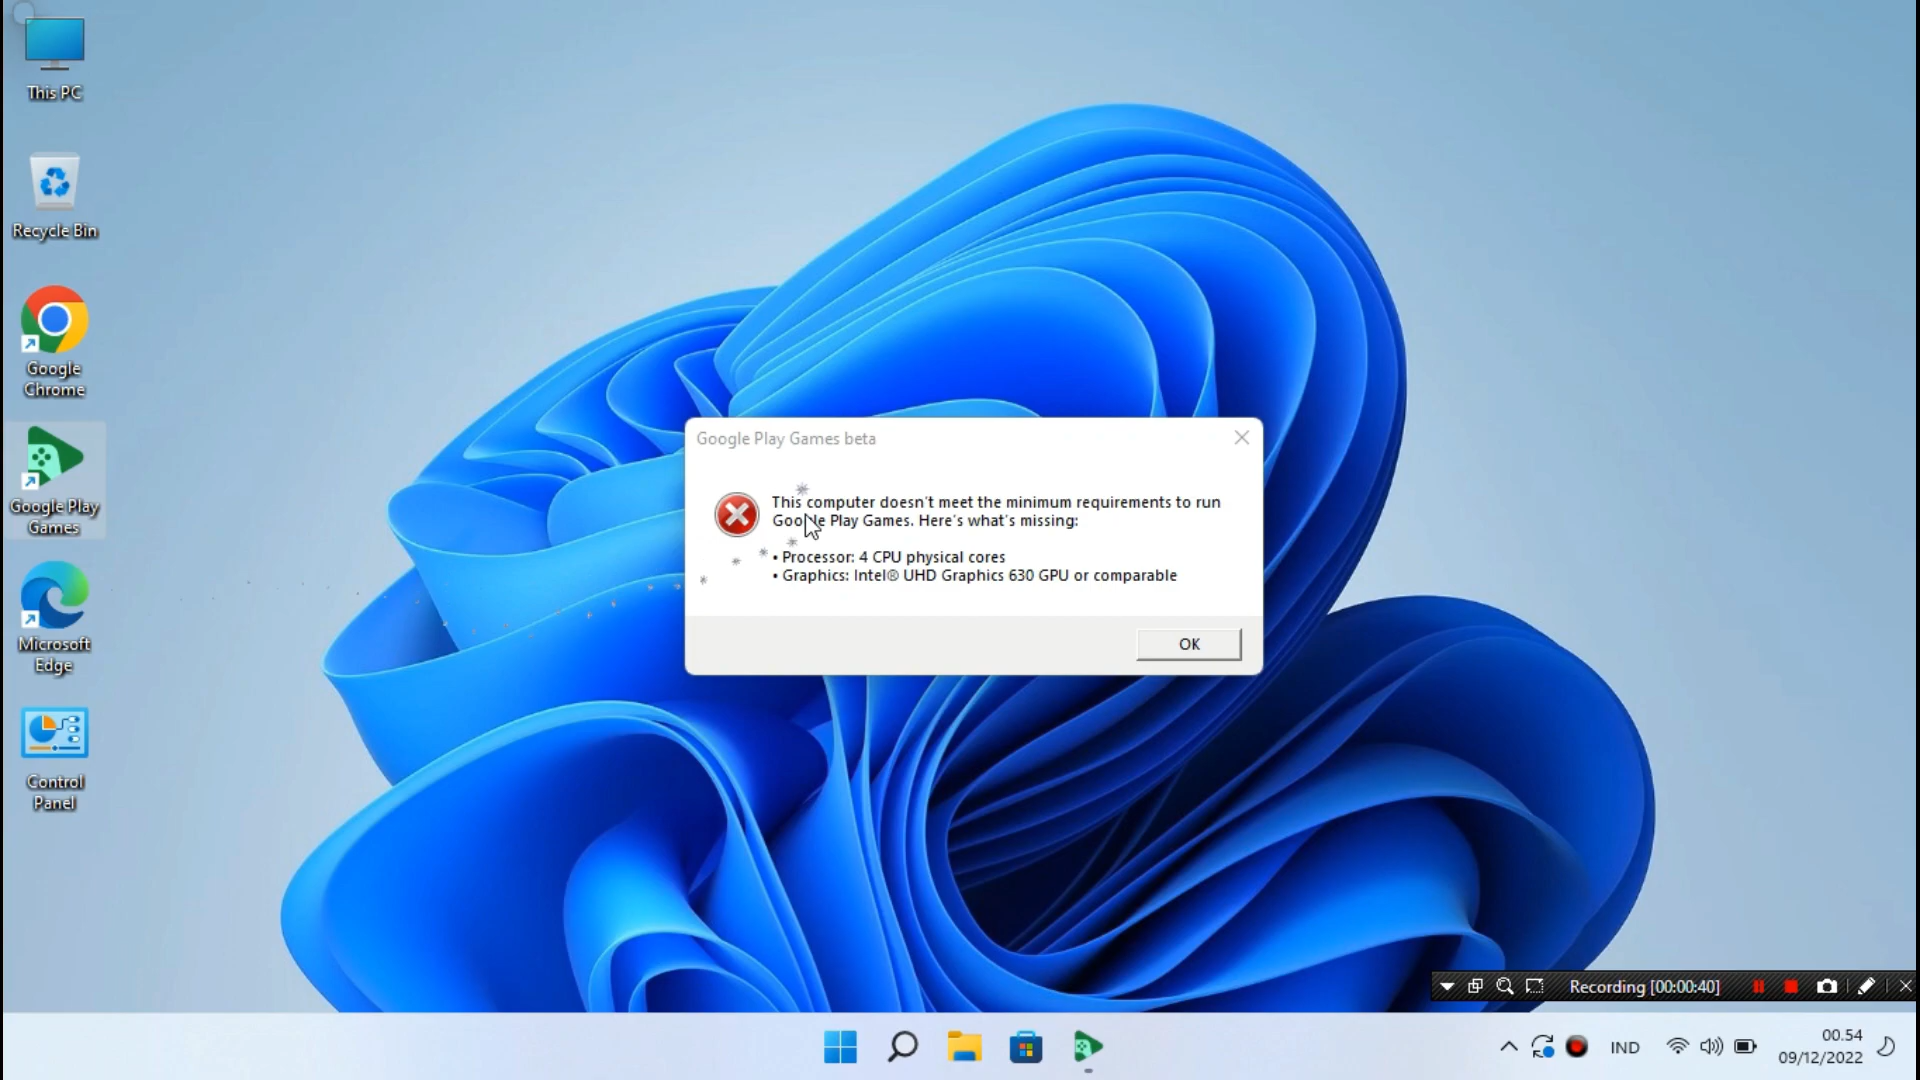 This PC
Recycle Bin
Google
Chrome
Google Play
Games
Microsoft
Edge
Control
Panel
Google Play Games beta
This computer doesn't meet the minimum requirements to run
Google Play Games. Here's what's missing:
• Processor: 4 CPU physical cores
• Graphics: Intel® UHD Graphics 630 GPU or comparable
OK
Recording [00:00:40]
IND
00.54
09/12/2022